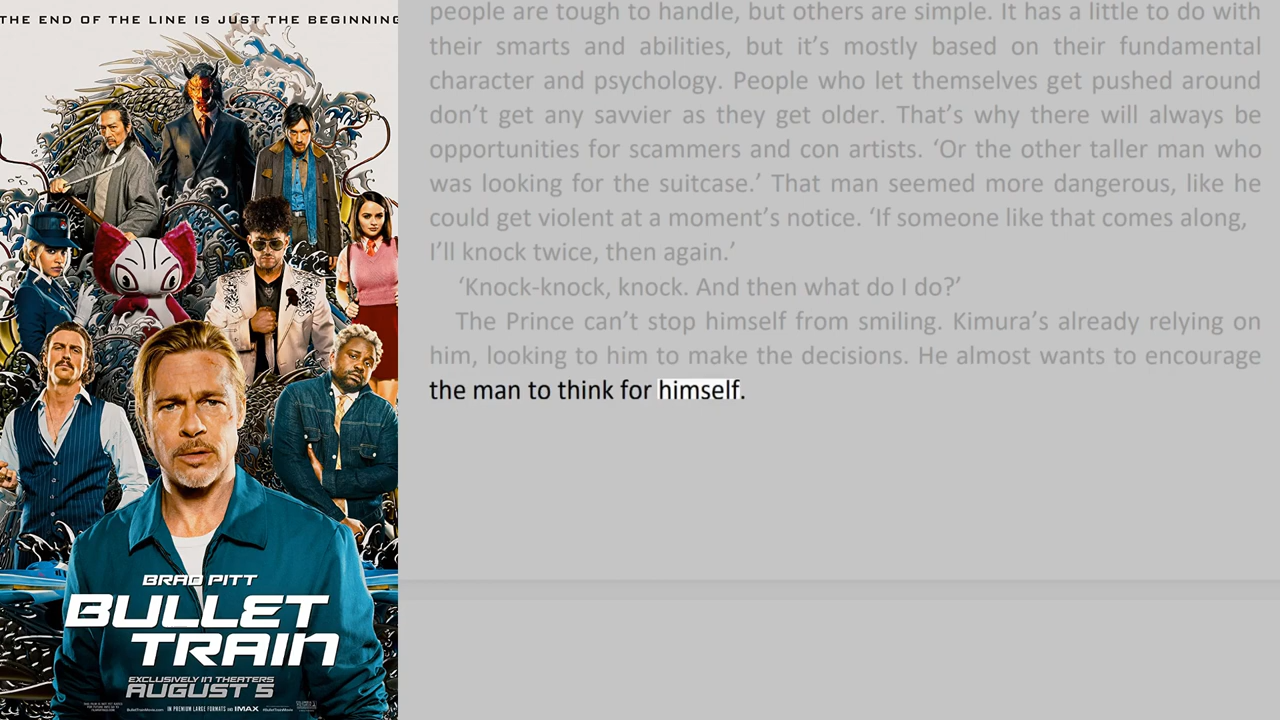 THE END OF THE LINE IS JUST THE BEGINNING
BRAD PITT
BULLET
TRAIN
EXCLUSIVELY IN THEATERS
AUGUST 5
BulletTrainMovie.com
IN PREMIUM LARGE FORMATS AND IMAX
#BulletTrainMovie
people are tough to handle, but others are simple. It has a little to do with
their smarts and abilities, but it’s mostly based on their fundamental
character and psychology. People who let themselves get pushed around
don’t get any savvier as they get older. That’s why there will always be
opportunities for scammers and con artists. ‘Or the other taller man who
was looking for the suitcase.’ That man seemed more dangerous, like he
could get violent at a moment’s notice. ‘If someone like that comes along,
I’ll knock twice, then again.’
‘Knock-knock, knock. And then what do I do?’
The Prince can’t stop himself from smiling. Kimura’s already relying on
him, looking to him to make the decisions. He almost wants to encourage
the man to think for himself.